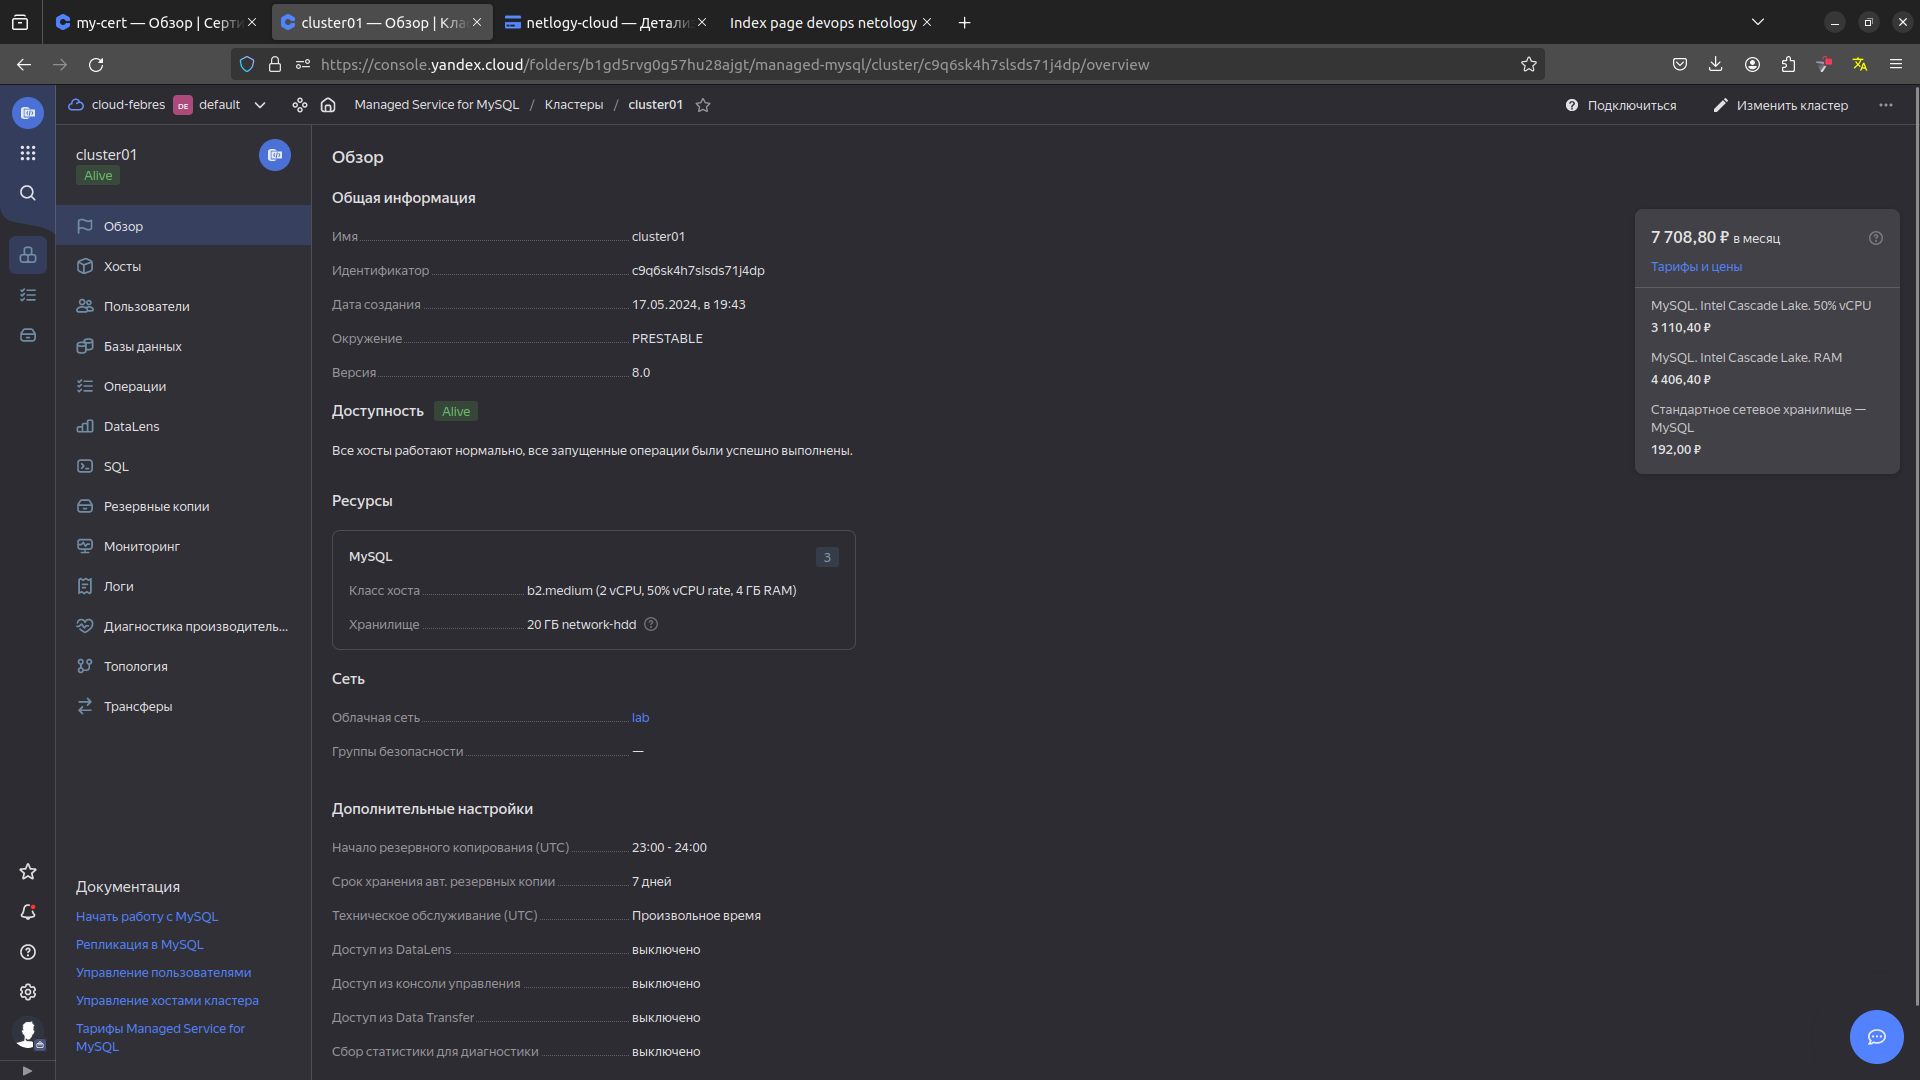 my-cert — Обзор | Серти
cluster01 — Обзор | Кла
netlogy-cloud — Детали
Index page devops netology
https://console.yandex.cloud/folders/b1gd5rvg0g57hu28ajgt/managed-mysql/cluster/c9q6sk4h7slsds71j4dp/overview
cloud-febres
DE
default
Managed Service for MySQL / Кластеры / cluster01
Подключиться
Изменить кластер
cluster01
Alive
Обзор
Хосты
Пользователи
Базы данных
Операции
DataLens
SQL
Резервные копии
Мониторинг
Логи
Диагностика производитель...
Топология
Трансферы
Документация
Начать работу с MySQL
Репликация в MySQL
Управление пользователями
Управление хостами кластера
Тарифы Managed Service for
MySQL
Обзор
Общая информация
Имя cluster01
Идентификатор c9q6sk4h7slsds71j4dp
Дата создания 17.05.2024, в 19:43
Окружение PRESTABLE
Версия 8.0
Доступность Alive
Все хосты работают нормально, все запущенные операции были успешно выполнены.
Ресурсы
MySQL 3
Класс хоста b2.medium (2 vCPU, 50% vCPU rate, 4 ГБ RAM)
Хранилище 20 ГБ network-hdd
Сеть
Облачная сеть lab
Группы безопасности —
Дополнительные настройки
Начало резервного копирования (UTC) 23:00 - 24:00
Срок хранения авт. резервных копии 7 дней
Техническое обслуживание (UTC) Произвольное время
Доступ из DataLens выключено
Доступ из консоли управления выключено
Доступ из Data Transfer выключено
Сбор статистики для диагностики выключено
7 708,80 ₽ в месяц
Тарифы и цены
MySQL. Intel Cascade Lake. 50% vCPU
3 110,40 ₽
MySQL. Intel Cascade Lake. RAM
4 406,40 ₽
Стандартное сетевое хранилище —
MySQL
192,00 ₽